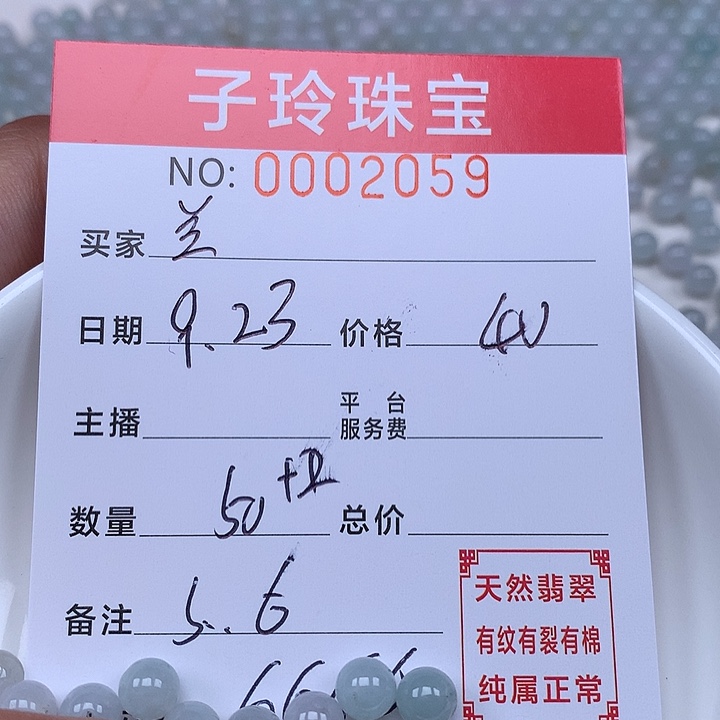 子玲珠宝
NO: 0002059
买家 兰
日期 9.23 价格 40
主播 平台服务费
数量 50 总价
备注 5.6
天然翡翠
有纹有裂有棉
纯属正常